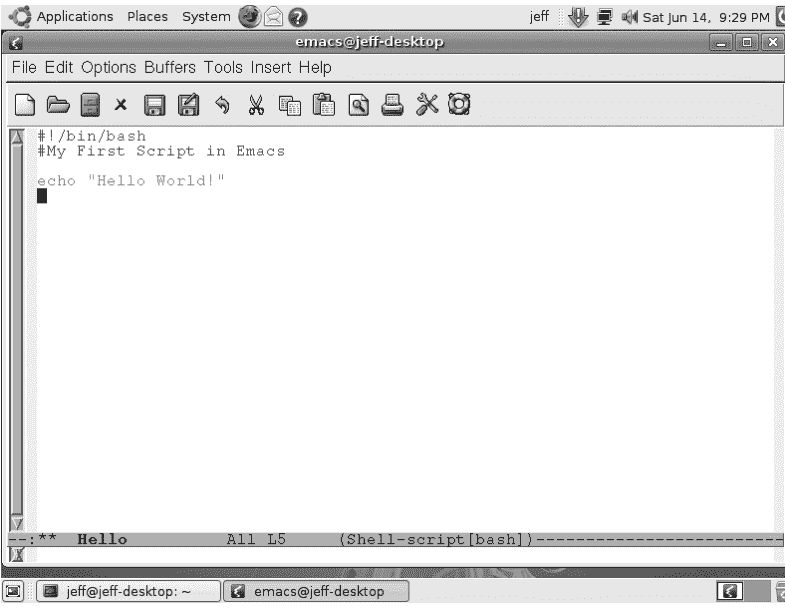 Applications Places System jeff Sat Jun 14, 9:29 PM
emacs@jeff-desktop
File Edit Options Buffers Tools Insert Help
#!/bin/bash
#My First Script in Emacs
echo "Hello World!"
--:** Hello All L5 (Shell-script[bash])-------------------------
jeff@jeff-desktop: ~ emacs@jeff-desktop